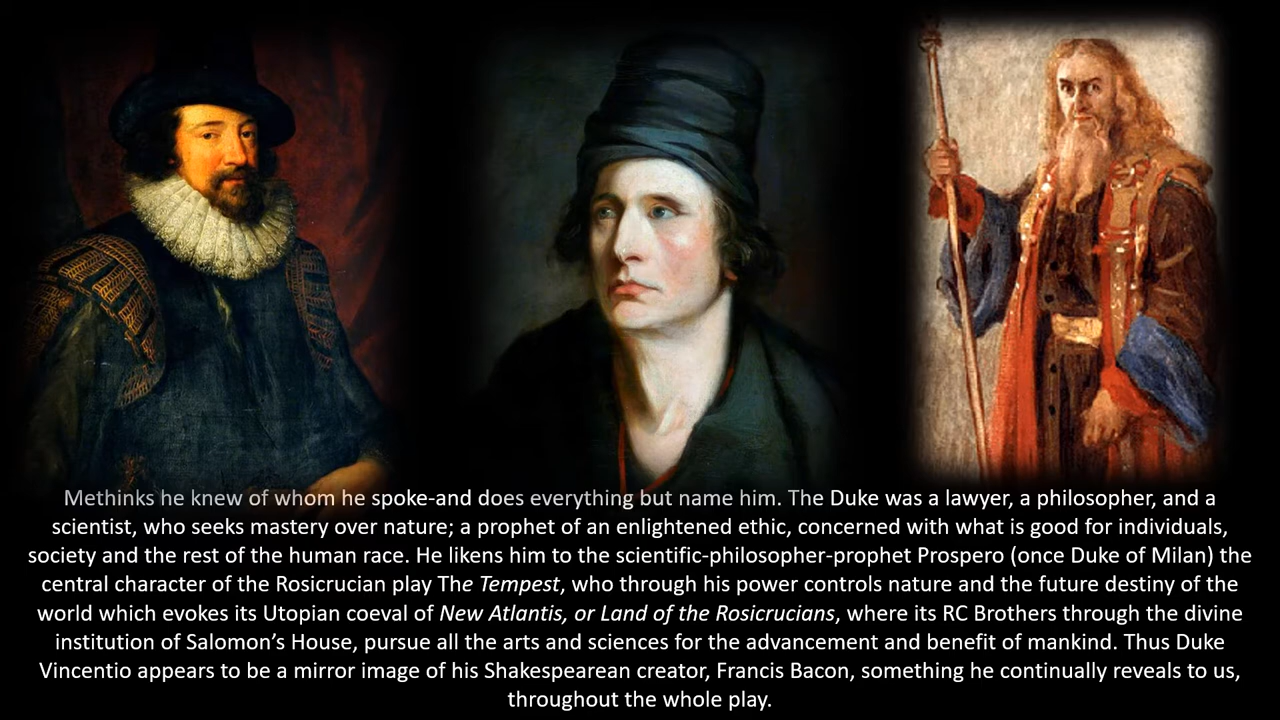 Methinks he knew of whom he spoke-and does everything but name him. The Duke was a lawyer, a philosopher, and a
scientist, who seeks mastery over nature; a prophet of an enlightened ethic, concerned with what is good for individuals,
society and the rest of the human race. He likens him to the scientific-philosopher-prophet Prospero (once Duke of Milan) the
central character of the Rosicrucian play The Tempest, who through his power controls nature and the future destiny of the
world which evokes its Utopian coeval of New Atlantis, or Land of the Rosicrucians, where its RC Brothers through the divine
institution of Salomon’s House, pursue all the arts and sciences for the advancement and benefit of mankind. Thus Duke
Vincentio appears to be a mirror image of his Shakespearean creator, Francis Bacon, something he continually reveals to us,
throughout the whole play.